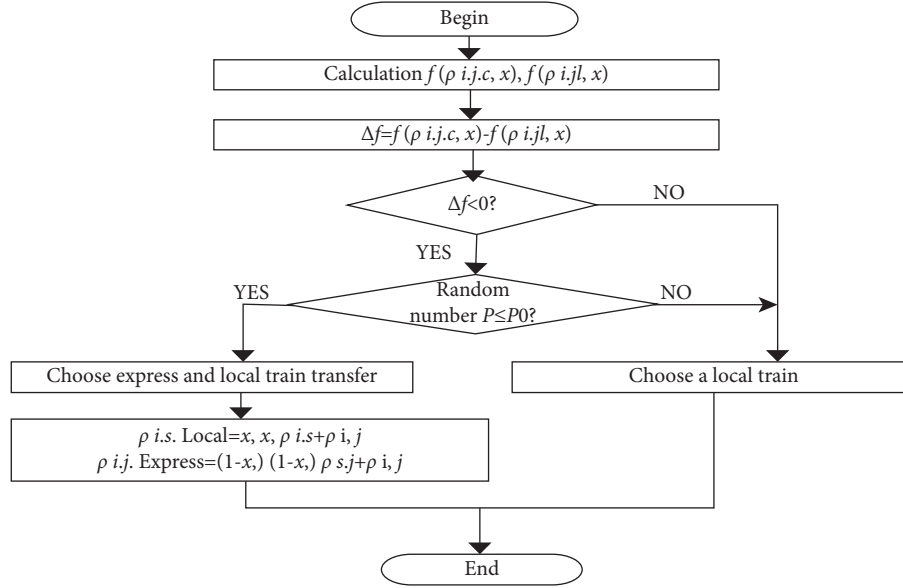 Begin
Calculation f (ρ i.j.c, x), f (ρ i.jl, x)
Δf=f (ρ i.j.c, x)-f (ρ i.jl, x)
Δf<0?
NO
YES
Random
number P≤P0?
YES
NO
Choose express and local train transfer
Choose a local train
ρ i.s. Local=x, x, ρ i.s+ρ i, j
ρ i.j. Express=(1-x,) (1-x,) ρ s.j+ρ i, j
End